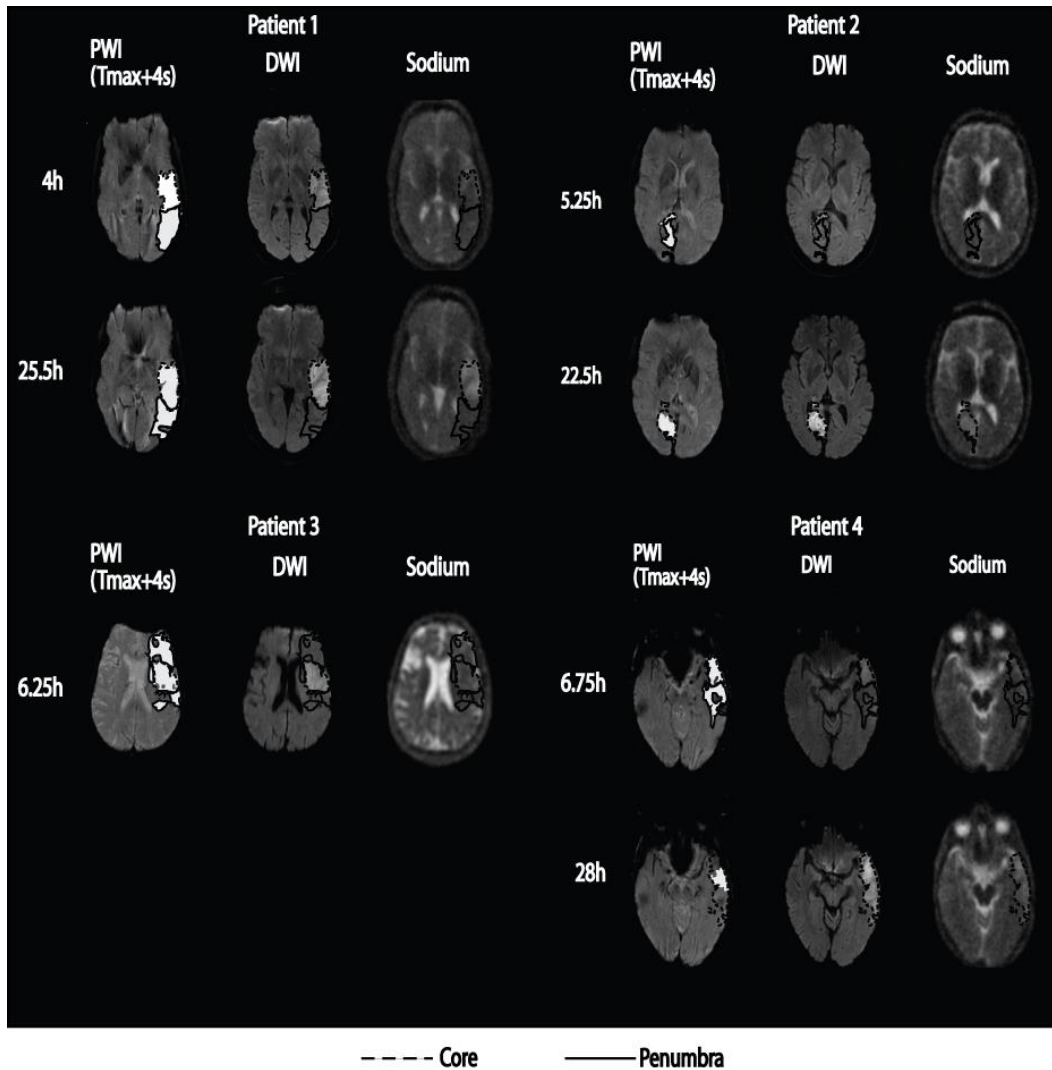 Patient 1
PWI
(Tmax+4s)
DWI
Sodium
4h
25.5h
Patient 2
PWI
(Tmax+4s)
DWI
Sodium
5.25h
22.5h
Patient 3
PWI
(Tmax+4s)
DWI
Sodium
6.25h
Patient 4
PWI
(Tmax+4s)
DWI
Sodium
6.75h
28h
Core
Penumbra